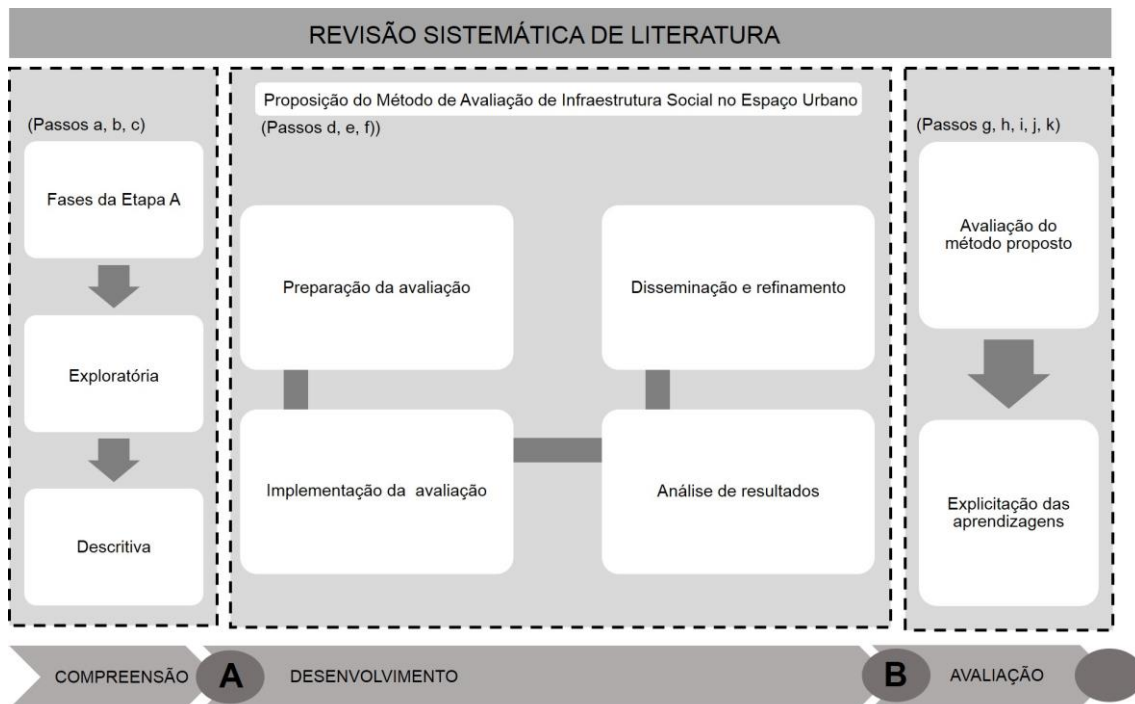 REVISÃO SISTEMÁTICA DE LITERATURA
(Passos a, b, c)
Fases da Etapa A
Exploratória
Descritiva
Proposição do Método de Avaliação de Infraestrutura Social no Espaço Urbano
(Passos d, e, f))
Preparação da avaliação
Disseminação e refinamento
Implementação da avaliação
Análise de resultados
(Passos g, h, i, j, k)
Avaliação do
método proposto
Explicitação das
aprendizagens
COMPREENSÃO
A
DESENVOLVIMENTO
B
AVALIAÇÃO